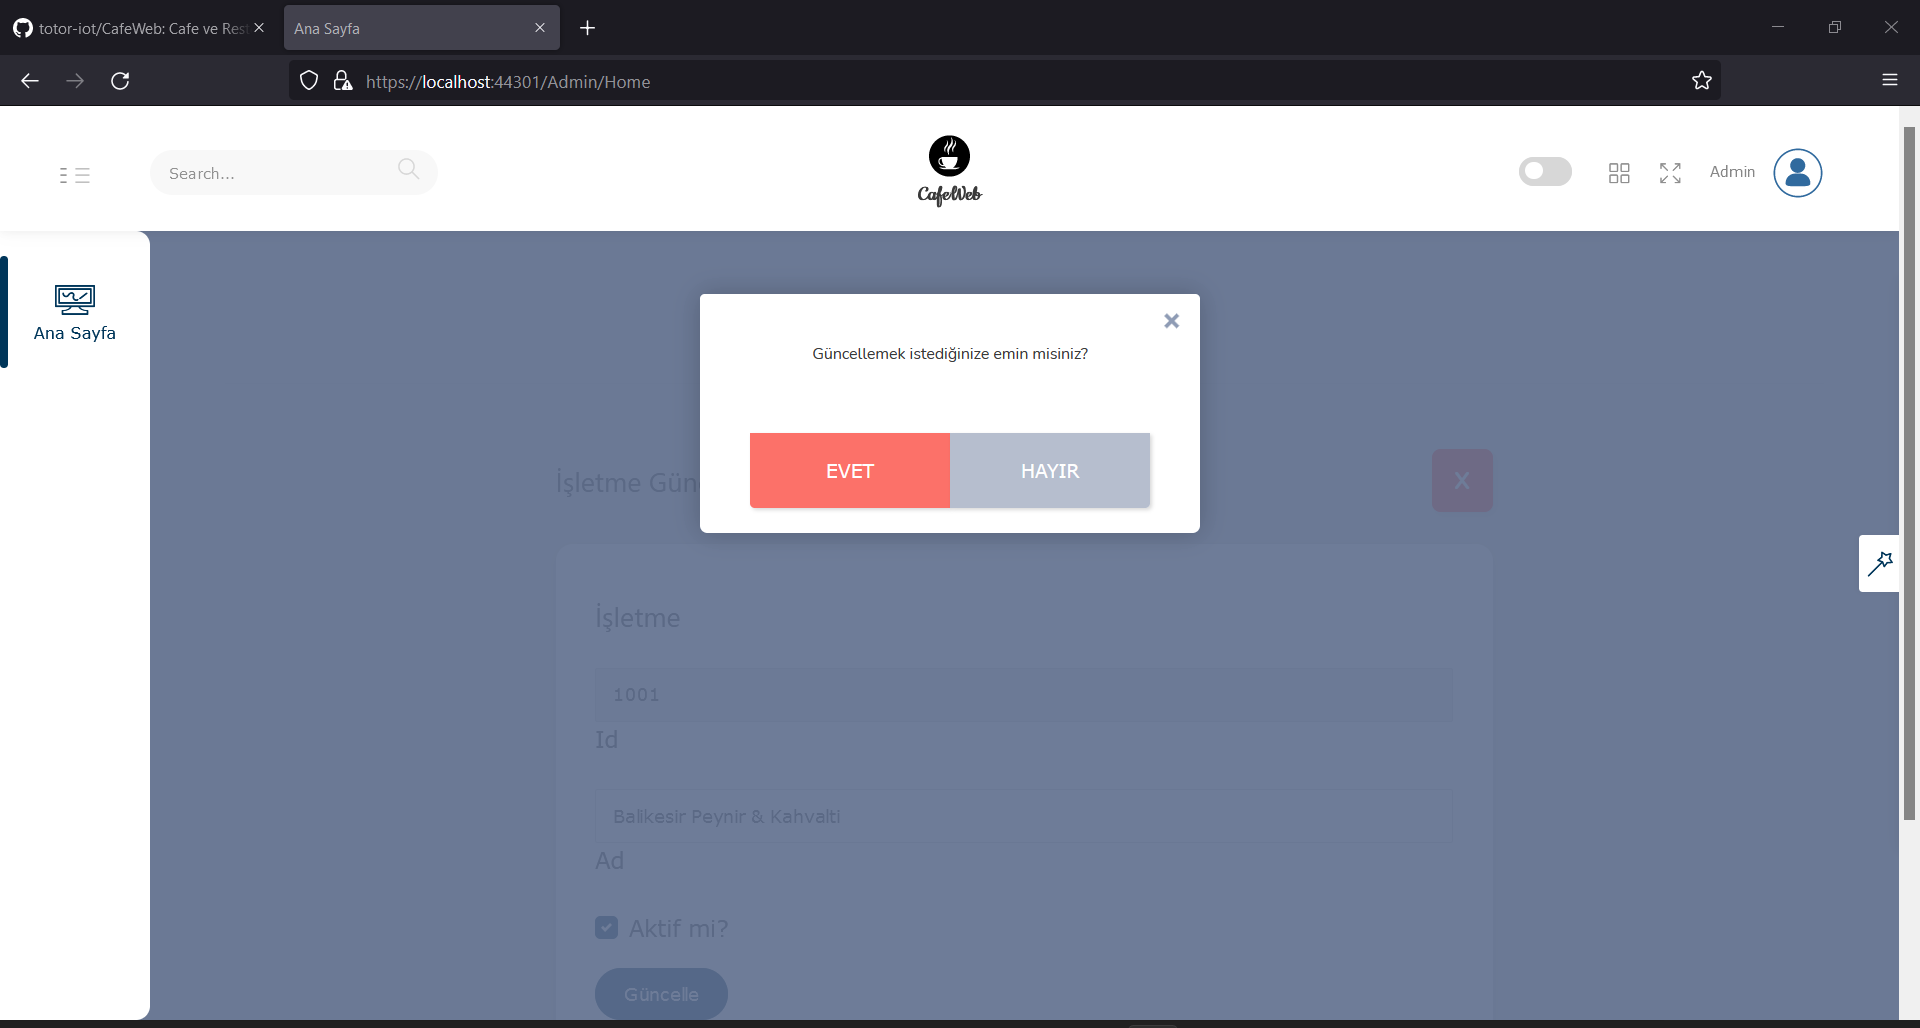 totor-iot/CafeWeb: Cafe ve Rest
Ana Sayfa
https://localhost:44301/Admin/Home
Search...
CafeWeb
Admin
Ana Sayfa
Güncellemek istediğinize emin misiniz?
EVET
HAYIR
İşletme Gün
X
İşletme
1001
Id
Balikesir Peynir & Kahvalti
Ad
Aktif mi?
Güncelle